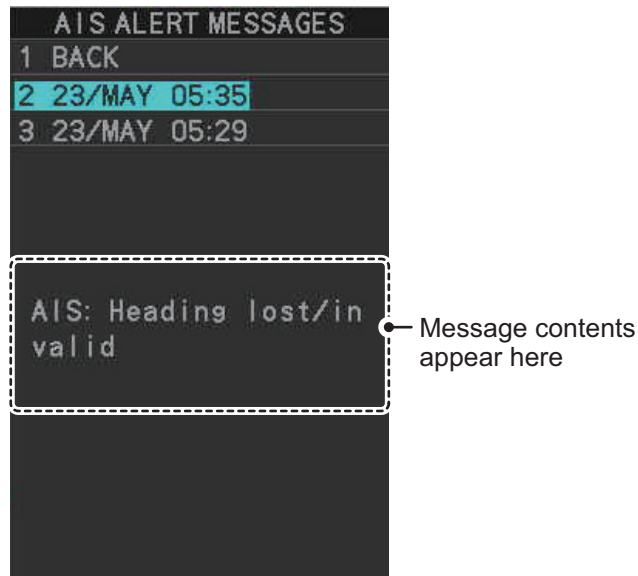 AIS ALERT MESSAGES
1 BACK
2 23/MAY 05:35
3 23/MAY 05:29
AIS: Heading lost/in
valid
Message contents
appear here